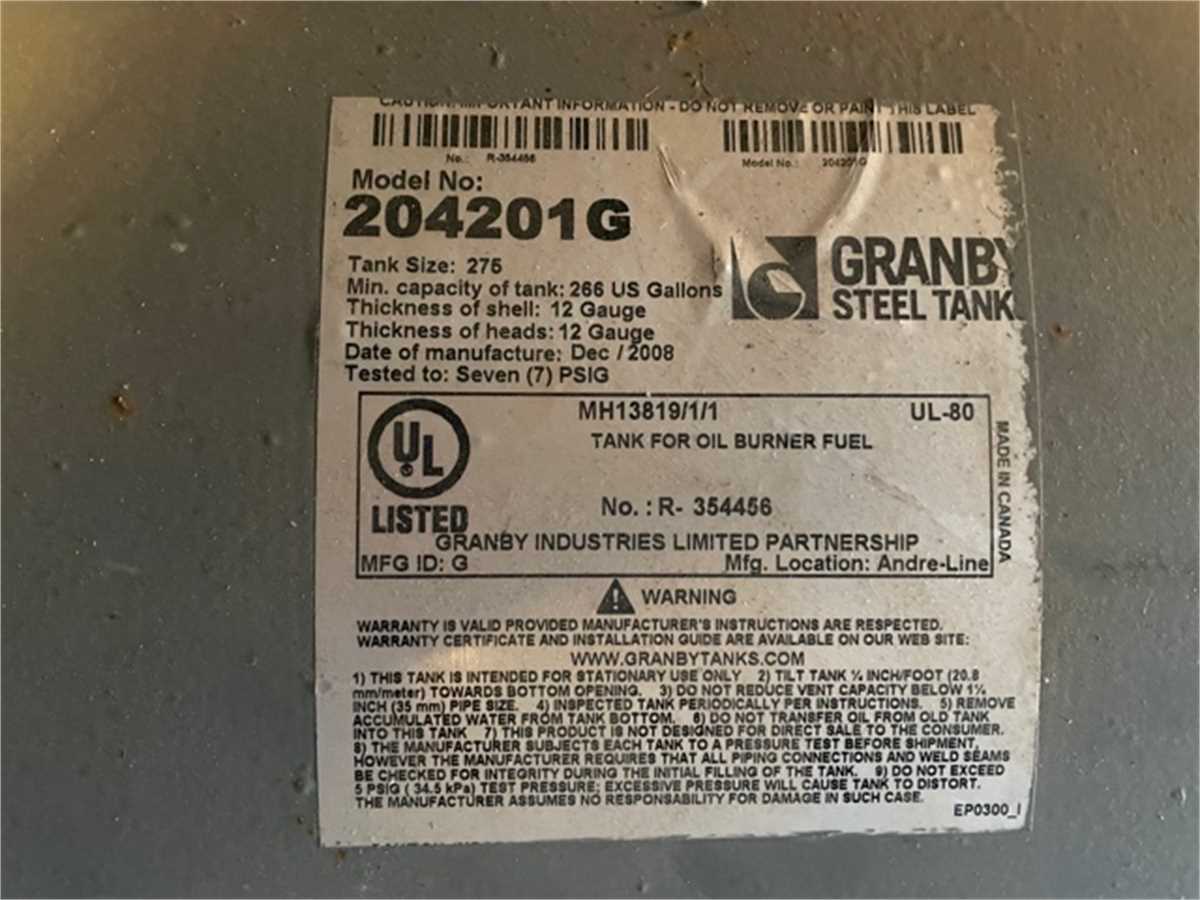 CAUTION: IMPORTANT INFORMATION - DO NOT REMOVE OR PAINT THIS LABEL
No.: R-354456
Model No.: 204201G
Model No:
204201G
Tank Size: 275
Min. capacity of tank: 266 US Gallons
Thickness of shell: 12 Gauge
Thickness of heads: 12 Gauge
Date of manufacture: Dec / 2008
Tested to: Seven (7) PSIG
GRANBY
STEEL TANK
MH13819/1/1
UL-80
TANK FOR OIL BURNER FUEL
UL
LISTED
No. : R- 354456
GRANBY INDUSTRIES LIMITED PARTNERSHIP
MFG ID: G
Mfg. Location: Andre-Line
MADE IN CANADA
WARNING
WARRANTY IS VALID PROVIDED MANUFACTURER'S INSTRUCTIONS ARE RESPECTED.
WARRANTY CERTIFICATE AND INSTALLATION GUIDE ARE AVAILABLE ON OUR WEB SITE:
WWW.GRANBYTANKS.COM
1) THIS TANK IS INTENDED FOR STATIONARY USE ONLY 2) TILT TANK ¼ INCH/FOOT (20.8
mm/meter) TOWARDS BOTTOM OPENING. 3) DO NOT REDUCE VENT CAPACITY BELOW 1¼
INCH (35 mm) PIPE SIZE. 4) INSPECTED TANK PERIODICALLY PER INSTRUCTIONS. 5) REMOVE
ACCUMULATED WATER FROM TANK BOTTOM. 6) DO NOT TRANSFER OIL FROM OLD TANK
INTO THIS TANK 7) THIS PRODUCT IS NOT DESIGNED FOR DIRECT SALE TO THE CONSUMER.
8) THE MANUFACTURER SUBJECTS EACH TANK TO A PRESSURE TEST BEFORE SHIPMENT,
HOWEVER THE MANUFACTURER REQUIRES THAT ALL PIPING CONNECTIONS AND WELD SEAMS
BE CHECKED FOR INTEGRITY DURING THE INITIAL FILLING OF THE TANK. 9) DO NOT EXCEED
5 PSIG ( 34.5 kPa) TEST PRESSURE; EXCESSIVE PRESSURE WILL CAUSE TANK TO DISTORT.
THE MANUFACTURER ASSUMES NO RESPONSABILITY FOR DAMAGE IN SUCH CASE.
EP0300_I